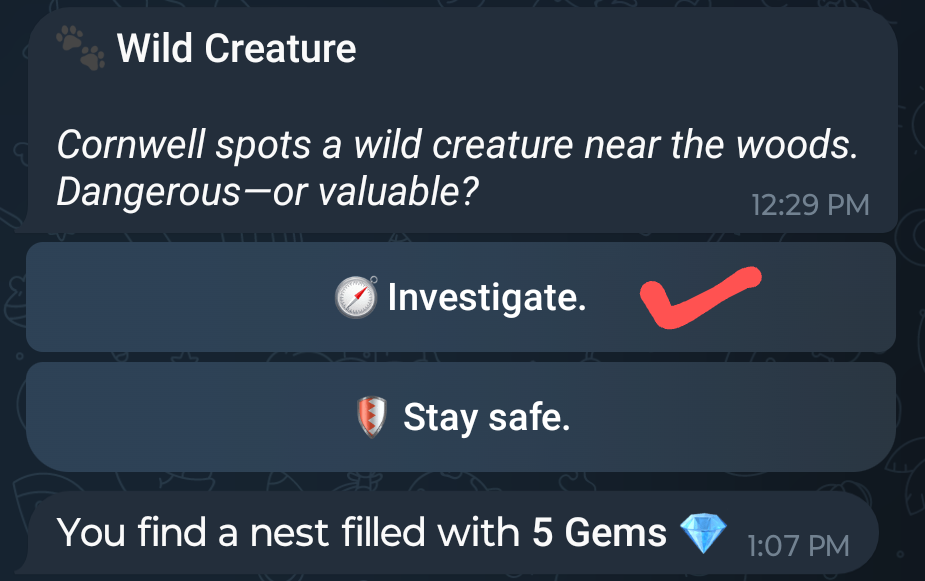 🐾 Wild Creature
Cornwell spots a wild creature near the woods.
Dangerous—or valuable?
12:29 PM
🧭 Investigate.
🛡 Stay safe.
You find a nest filled with 5 Gems 💎
1:07 PM